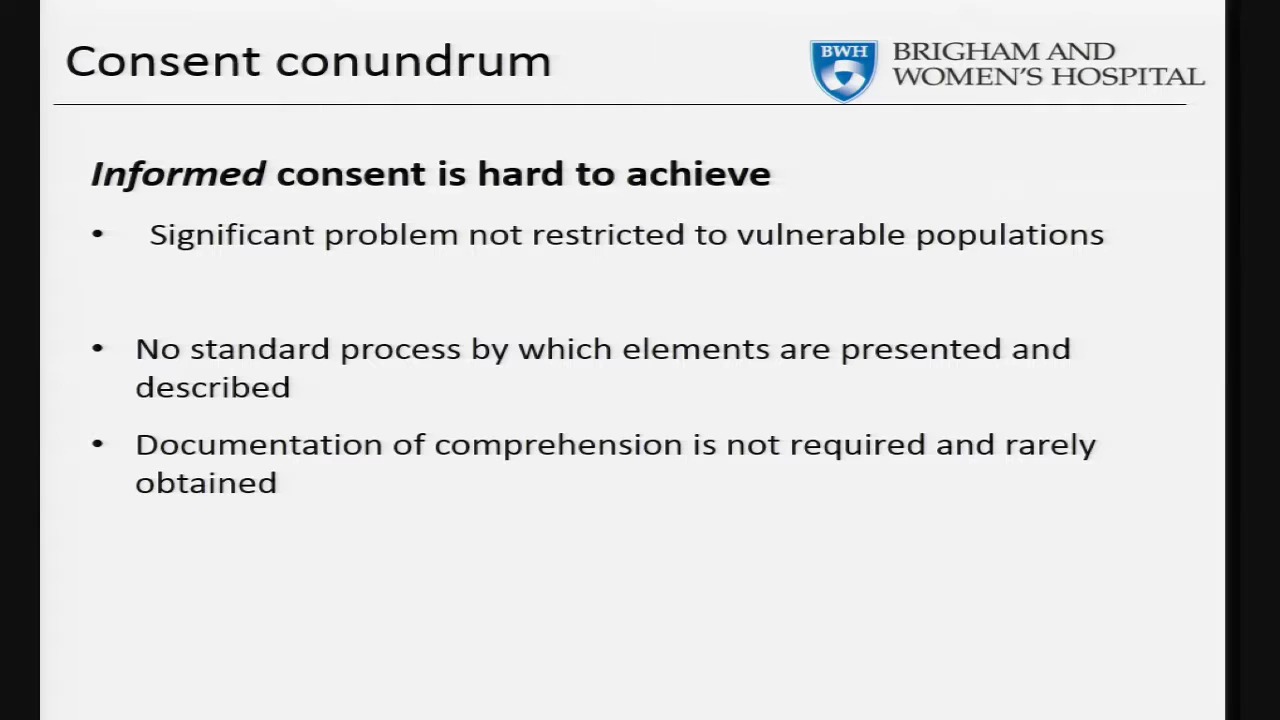 Consent conundrum
BWH
BRIGHAM AND
WOMEN'S HOSPITAL
Informed consent is hard to achieve
• Significant problem not restricted to vulnerable populations
• No standard process by which elements are presented and
described
• Documentation of comprehension is not required and rarely
obtained